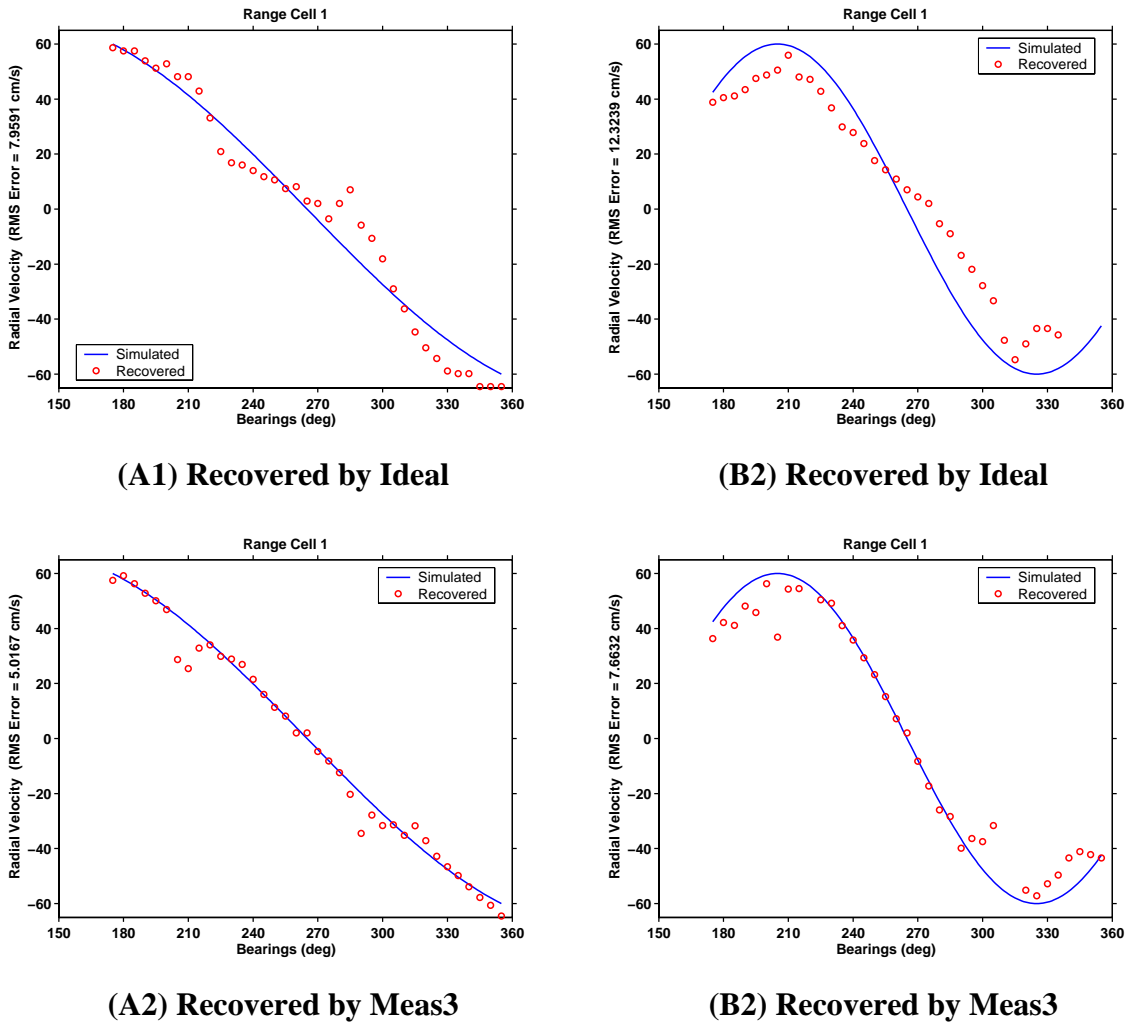 Range Cell 1
Radial Velocity (RMS Error = 7.9591 cm/s)
60
40
20
0
−20
−40
−60
Simulated
Recovered
150 180 210 240 270 300 330 360
Bearings (deg)
(A1) Recovered by Ideal
Range Cell 1
Radial Velocity (RMS Error = 12.3239 cm/s)
60
40
20
0
−20
−40
−60
Simulated
Recovered
150 180 210 240 270 300 330 360
Bearings (deg)
(B2) Recovered by Ideal
Range Cell 1
Radial Velocity (RMS Error = 5.0167 cm/s)
60
40
20
0
−20
−40
−60
Simulated
Recovered
150 180 210 240 270 300 330 360
Bearings (deg)
(A2) Recovered by Meas3
Range Cell 1
Radial Velocity (RMS Error = 7.6632 cm/s)
60
40
20
0
−20
−40
−60
Simulated
Recovered
150 180 210 240 270 300 330 360
Bearings (deg)
(B2) Recovered by Meas3